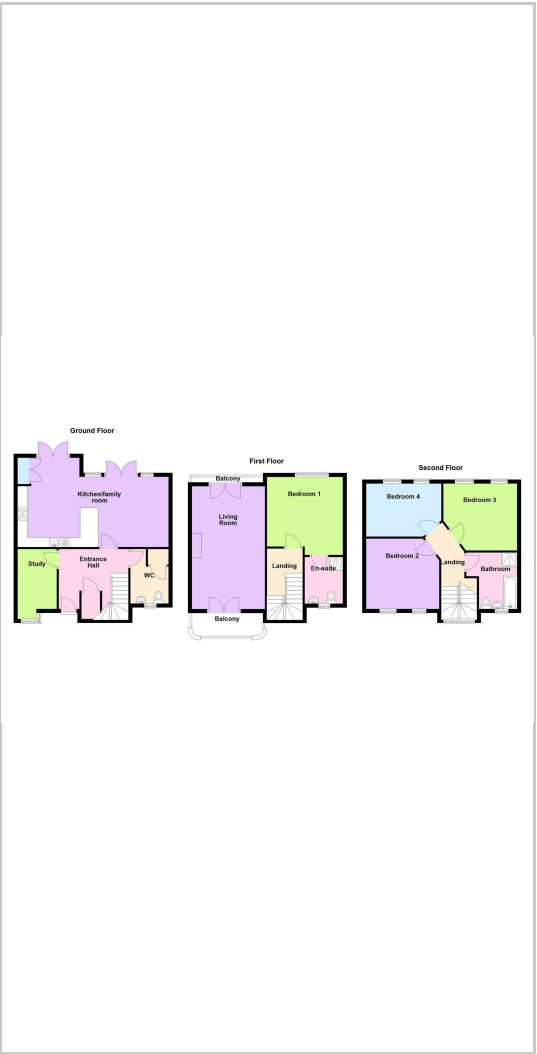 Ground Floor
Kitchen/family
room
Study
Entrance
Hall
WC
First Floor
Balcony
Bedroom 1
Living
Room
Landing
En-suite
Balcony
Second Floor
Bedroom 4
Bedroom 3
Bedroom 2
Landing
Bathroom